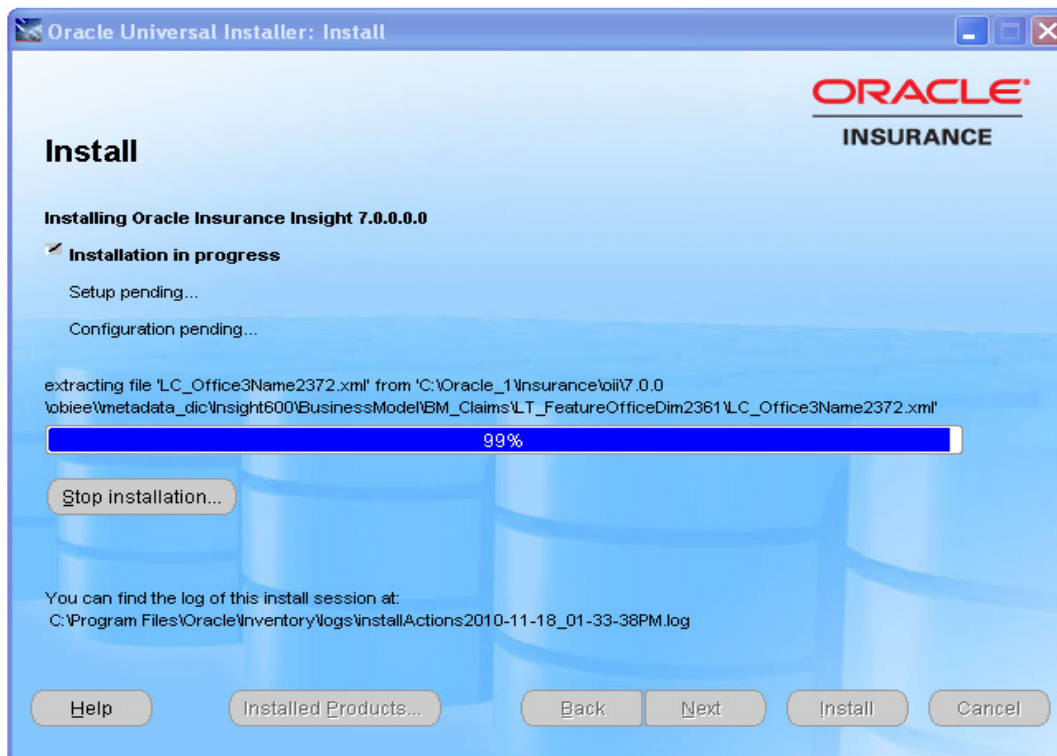 Oracle Universal Installer: Install
ORACLE
INSURANCE
Install
Installing Oracle Insurance Insight 7.0.0.0.0
Installation in progress
Setup pending...
Configuration pending...
extracting file 'LC_Office3Name2372.xml' from 'C:\Oracle_1\Insurance\oii\7.0.0
\obiee\\metadata_dic\Insight600\BusinessModel\BM_Claims\LT_FeatureOfficeDim2361\LC_Office3Name2372.xml'
99%
Stop installation...
You can find the log of this install session at:
C:\Program Files\Oracle\Inventory\logs\installActions2010-11-18_01-33-38PM.log
Help
Installed Products...
Back
Next
Install
Cancel